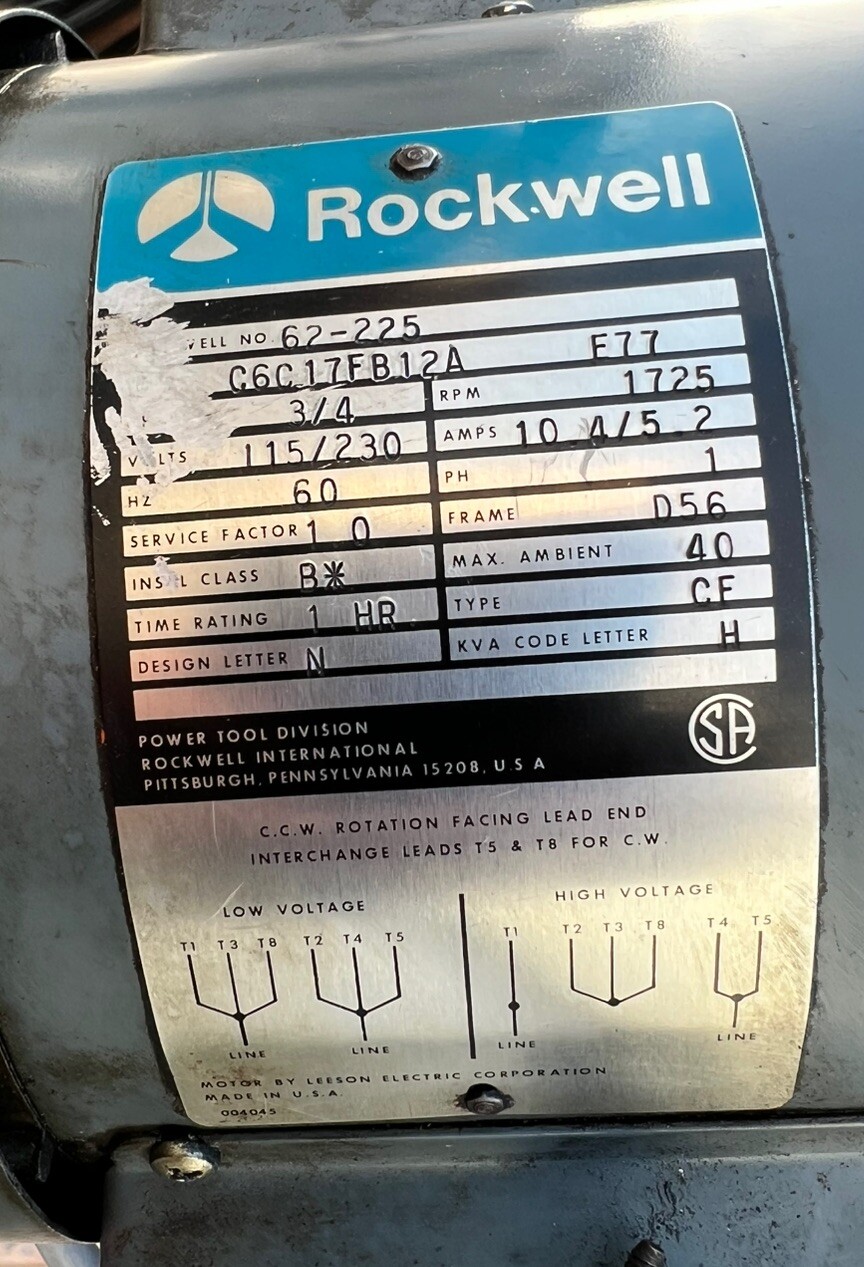 Rockwell
ELL NO. 62-225
C6C17FB12A F77
3/4 RPM 1725
VOLTS 115/230 AMPS 10.4/5.2
HZ 60 PH 1
SERVICE FACTOR 1 0 FRAME D56
INSUL CLASS B* MAX. AMBIENT 40
TIME RATING 1 HR TYPE CF
DESIGN LETTER N KVA CODE LETTER H
POWER TOOL DIVISION
ROCKWELL INTERNATIONAL
PITTSBURGH, PENNSYLVANIA 15208, U.S A
SA
C.C.W. ROTATION FACING LEAD END
INTERCHANGE LEADS T5 & T8 FOR C.W.
LOW VOLTAGE HIGH VOLTAGE
T1 T3 T8 T2 T4 T5 T1 T2 T3 T8 T4 T5
LINE LINE LINE LINE
MOTOR BY LEESON ELECTRIC CORPORATION
MADE IN U.S.A.
004045